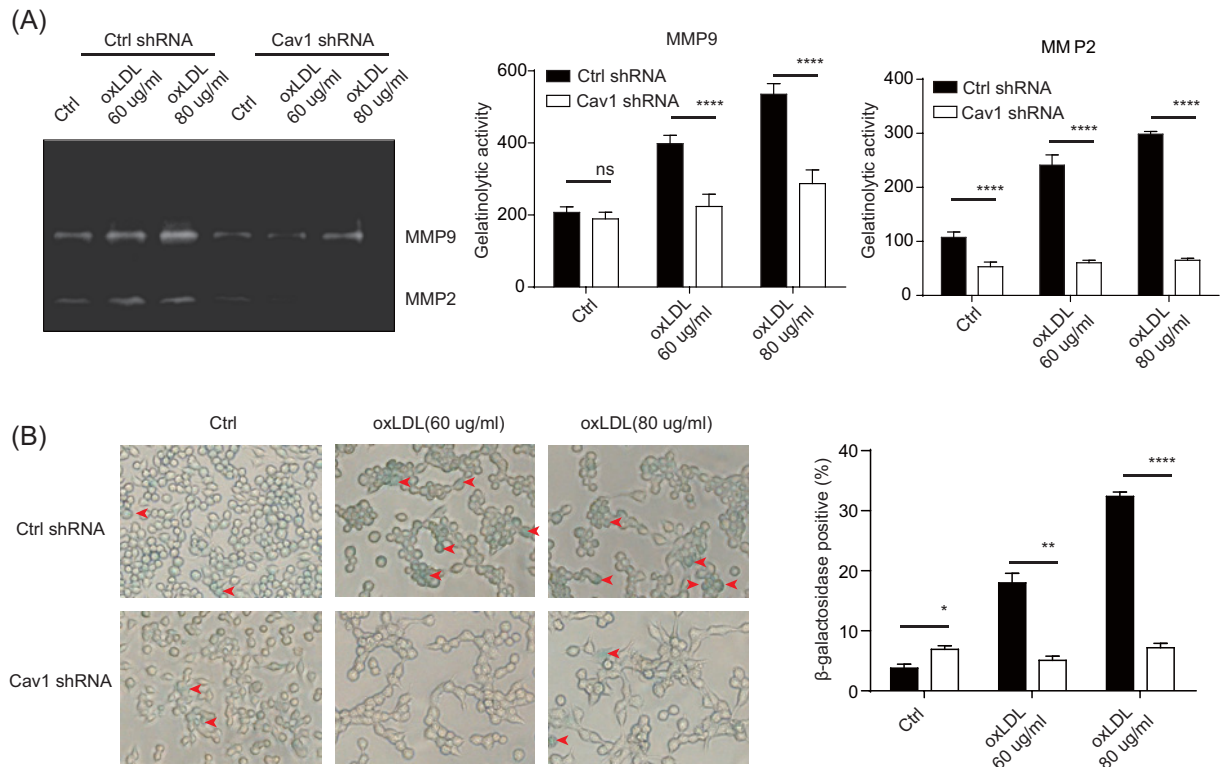 (A)
Ctrl shRNA
Cav1 shRNA
Ctrl
oxLDL
60 ug/ml
oxLDL
80 ug/ml
Ctrl
oxLDL
60 ug/ml
oxLDL
80 ug/ml
MMP9
MMP2
MMP9
Ctrl shRNA
Cav1 shRNA
Gelatinolytic activity
600
400
200
0
ns
****
****
Ctrl
oxLDL
60 ug/ml
oxLDL
80 ug/ml
MM P2
Ctrl shRNA
Cav1 shRNA
Gelatinolytic activity
400
300
200
100
0
****
****
****
Ctrl
oxLDL
60 ug/ml
oxLDL
80 ug/ml
(B)
Ctrl
oxLDL(60 ug/ml)
oxLDL(80 ug/ml)
Ctrl shRNA
Cav1 shRNA
β-galactosidase positive (%)
40
30
20
10
0
*
**
****
Ctrl
oxLDL
60 ug/ml
oxLDL
80 ug/ml